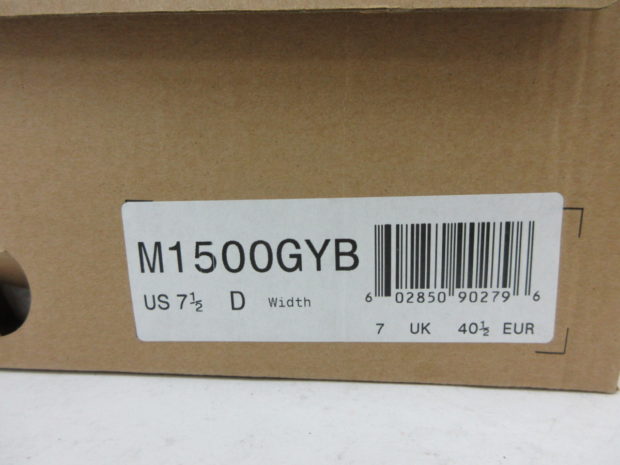 M1500GYB
US 7½ D Width
6 02850 90279 6
7 UK 40½ EUR